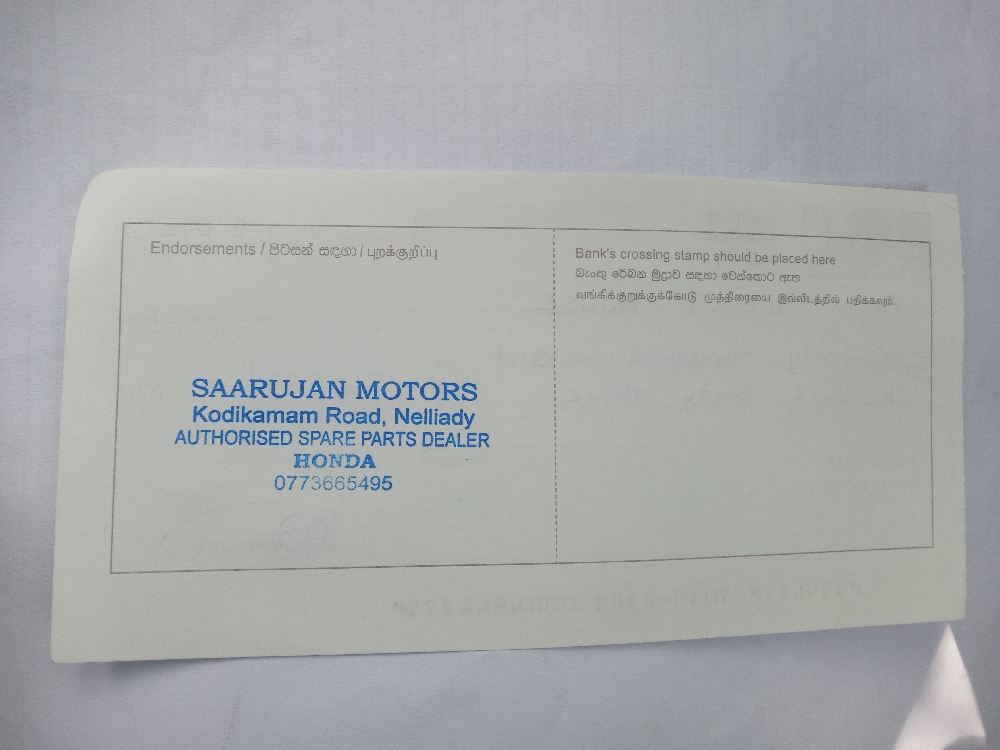 Endorsements / පිටසන් සඳහා / புறக்குறிப்பு
SAARUJAN MOTORS
Kodikamam Road, Nelliady
AUTHORISED SPARE PARTS DEALER
HONDA
0773665495
Bank's crossing stamp should be placed here
බැංකු රේඛන මුද්‍රාව සඳහා වෙන්කොට ඇත
வங்கிக்குறுக்குக்கோடு முத்திரையை இவ்விடத்தில் பதிக்கவும்.